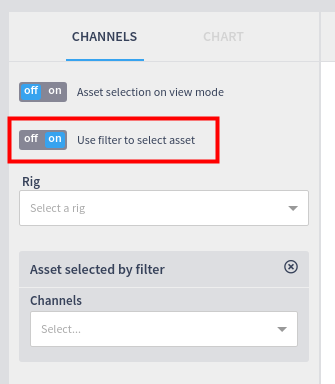 CHANNELS CHART
off on Asset selection on view mode
off on Use filter to select asset
Rig
Select a rig
Asset selected by filter
Channels
Select...